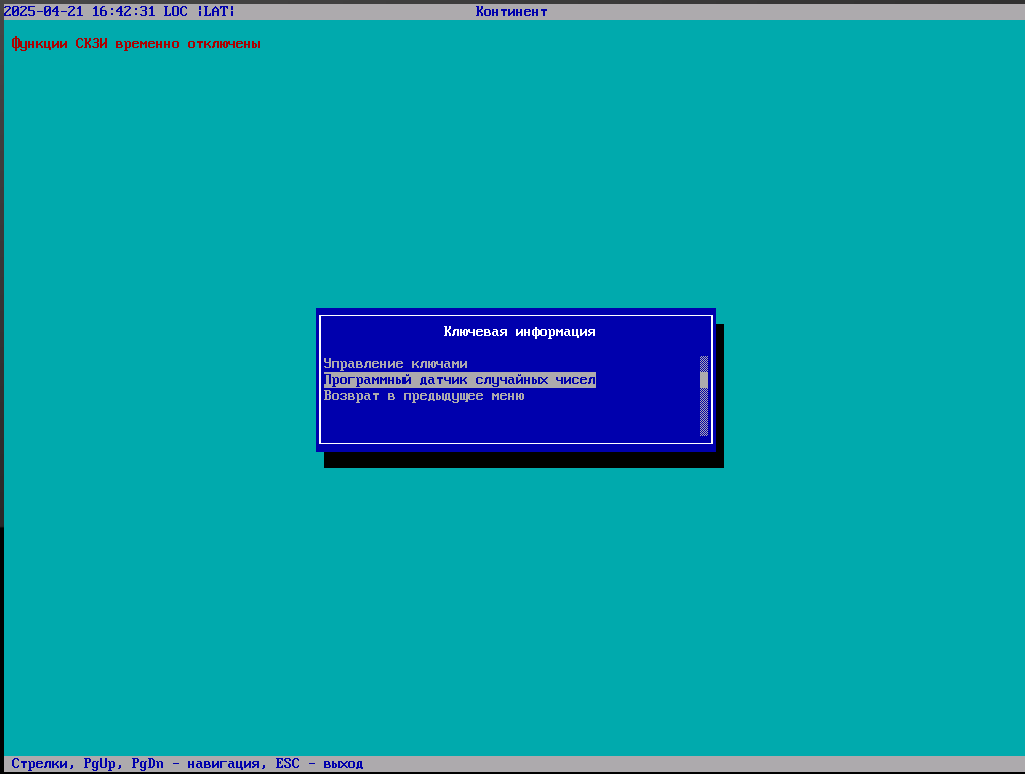 2025-04-21 16:42:31 LOC ¦LAT¦ Континент
Функции СКЗИ временно отключены
Ключевая информация
Управление ключами
Программный датчик случайных чисел
Возврат в предыдущее меню
Стрелки, PgUp, PgDn - навигация, ESC - выход